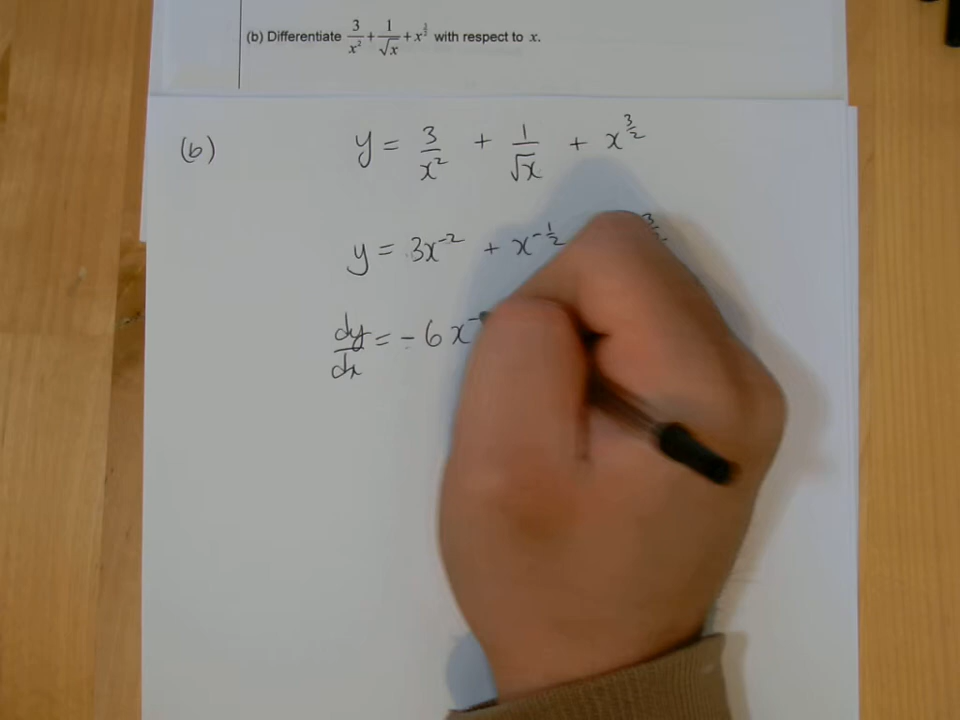 (b) Differentiate 3/x² + 1/√x + x^(3/2) with respect to x.
(b) y = 3/x² + 1/√x + x^(3/2)
y = 3x⁻² + x^(-1/2)
dy/dx = -6x⁻